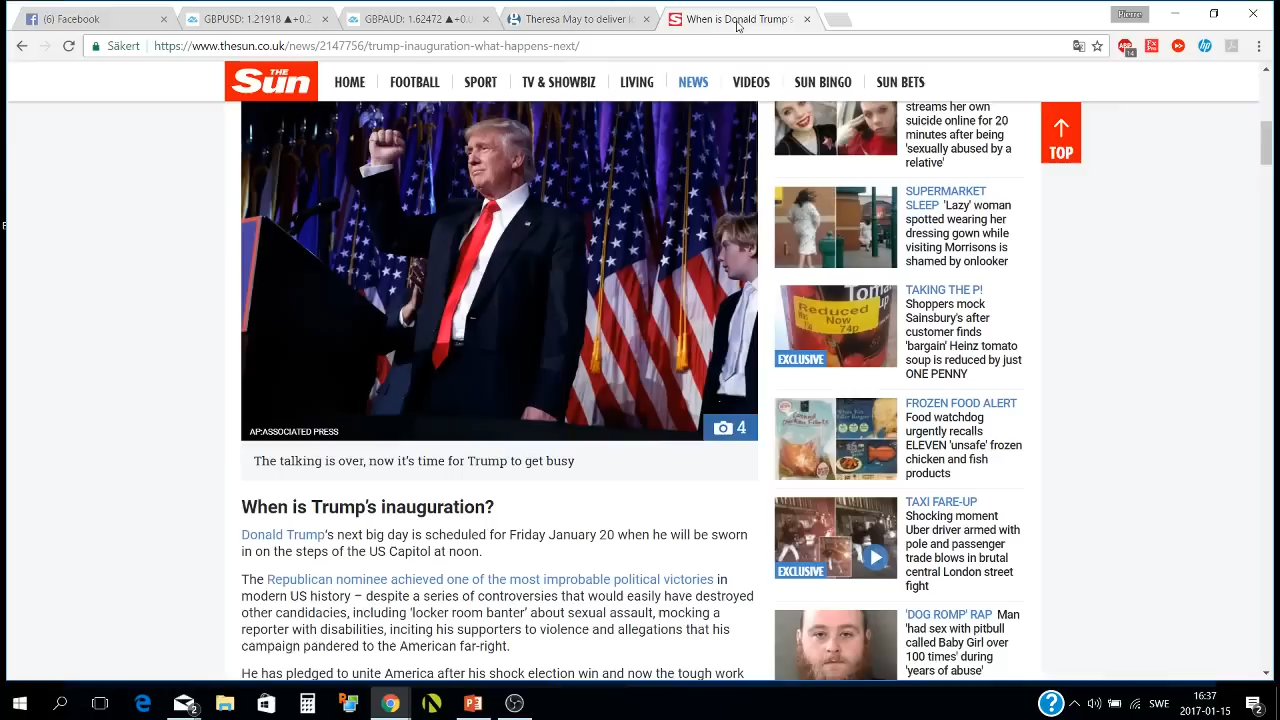 (6) Facebook
GBPUSD: 1.21918 ▲+0.2
GBPAUD: 1.62472 ▲+0.
Theresa May to deliver k
When is Donald Trump's
Pierre
Säkert
https://www.thesun.co.uk/news/2147756/trump-inauguration-what-happens-next/
14
THE Sun
HOME
FOOTBALL
SPORT
TV & SHOWBIZ
LIVING
NEWS
VIDEOS
SUN BINGO
SUN BETS
TOP
AP:ASSOCIATED PRESS
4
The talking is over, now it's time for Trump to get busy
When is Trump's inauguration?
Donald Trump's next big day is scheduled for Friday January 20 when he will be sworn
in on the steps of the US Capitol at noon.
The Republican nominee achieved one of the most improbable political victories in
modern US history – despite a series of controversies that would easily have destroyed
other candidacies, including 'locker room banter' about sexual assault, mocking a
reporter with disabilities, inciting his supporters to violence and allegations that his
campaign pandered to the American far-right.
He has pledged to unite America after his shock election win and now the tough work
streams her own
suicide online for 20
minutes after being
'sexually abused by a
relative'
SUPERMARKET
SLEEP 'Lazy' woman
spotted wearing her
dressing gown while
visiting Morrisons is
shamed by onlooker
Reduced
Now
74p
EXCLUSIVE
TAKING THE P!
Shoppers mock
Sainsbury's after
customer finds
'bargain' Heinz tomato
soup is reduced by just
ONE PENNY
FROZEN FOOD ALERT
Food watchdog
urgently recalls
ELEVEN 'unsafe' frozen
chicken and fish
products
EXCLUSIVE
TAXI FARE-UP
Shocking moment
Uber driver armed with
pole and passenger
trade blows in brutal
central London street
fight
'DOG ROMP' RAP Man
'had sex with pitbull
called Baby Girl over
100 times' during
'years of abuse'
2
SWE
16:37
2017-01-15
2